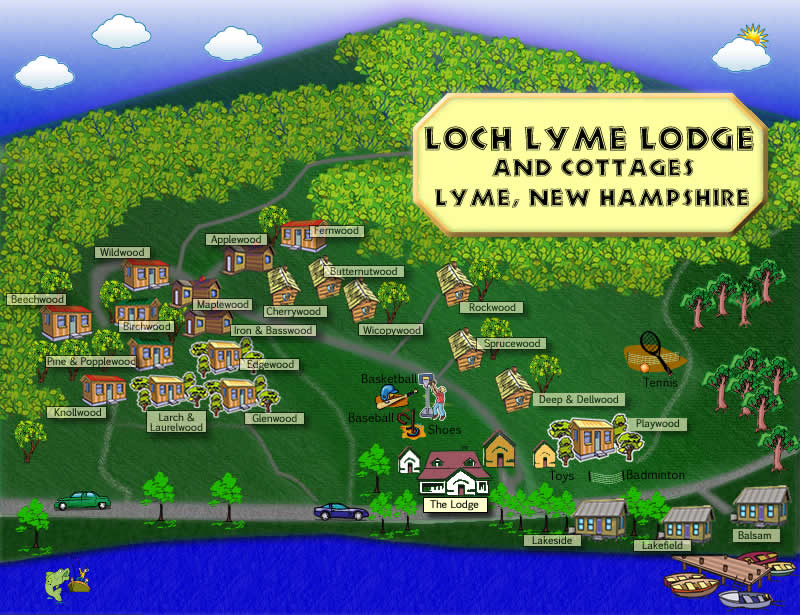 LOCH LYME LODGE
AND COTTAGES
LYME, NEW HAMPSHIRE
Fernwood
Applewood
Wildwood
Butternutwood
Beechwood
Maplewood
Cherrywood
Rockwood
Birchwood
Iron & Basswood
Wicopywood
Sprucewood
Pine & Popplewood
Edgewood
Basketball
Tennis
Deep & Dellwood
Knollwood
Larch &
Laurelwood
Glenwood
Baseball
Shoes
Playwood
Toys
Badminton
The Lodge
Lakeside
Lakefield
Balsam